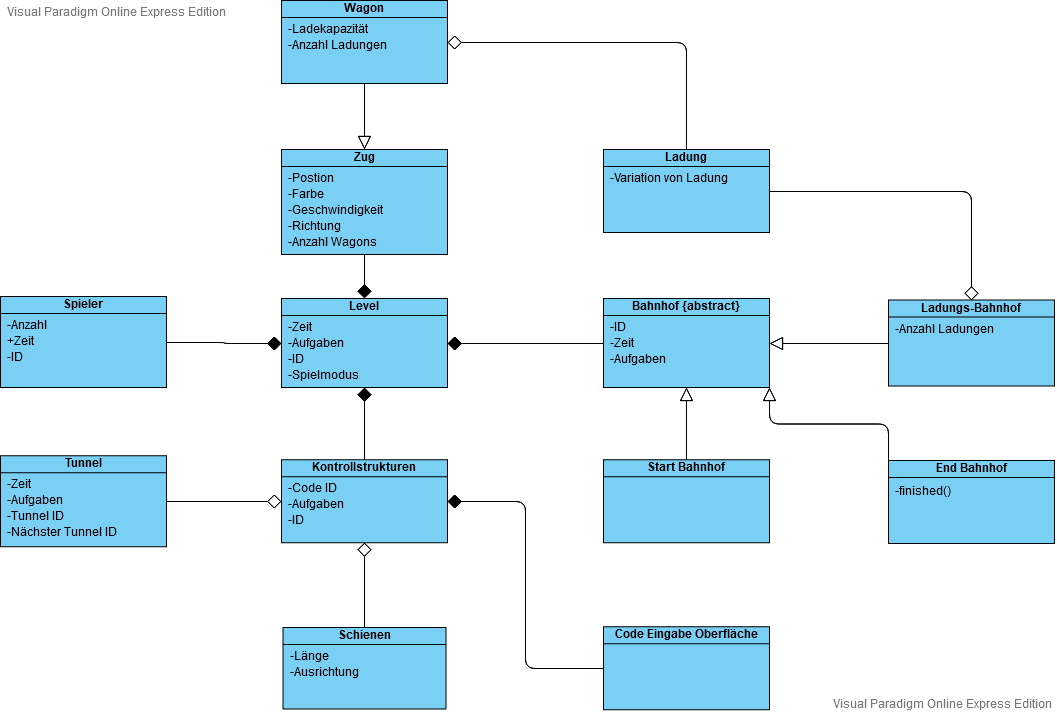 Visual Paradigm Online Express Edition
Wagon
-Ladekapazität
-Anzahl Ladungen
Zug
-Postion
-Farbe
-Geschwindigkeit
-Richtung
-Anzahl Wagons
Ladung
-Variation von Ladung
Spieler
-Anzahl
+Zeit
-ID
Level
-Zeit
-Aufgaben
-ID
-Spielmodus
Bahnhof {abstract}
-ID
-Zeit
-Aufgaben
Ladungs-Bahnhof
-Anzahl Ladungen
Tunnel
-Zeit
-Aufgaben
-Tunnel ID
-Nächster Tunnel ID
Kontrollstrukturen
-Code ID
-Aufgaben
-ID
Start Bahnhof
End Bahnhof
-finished()
Schienen
-Länge
-Ausrichtung
Code Eingabe Oberfläche
Visual Paradigm Online Express Edition